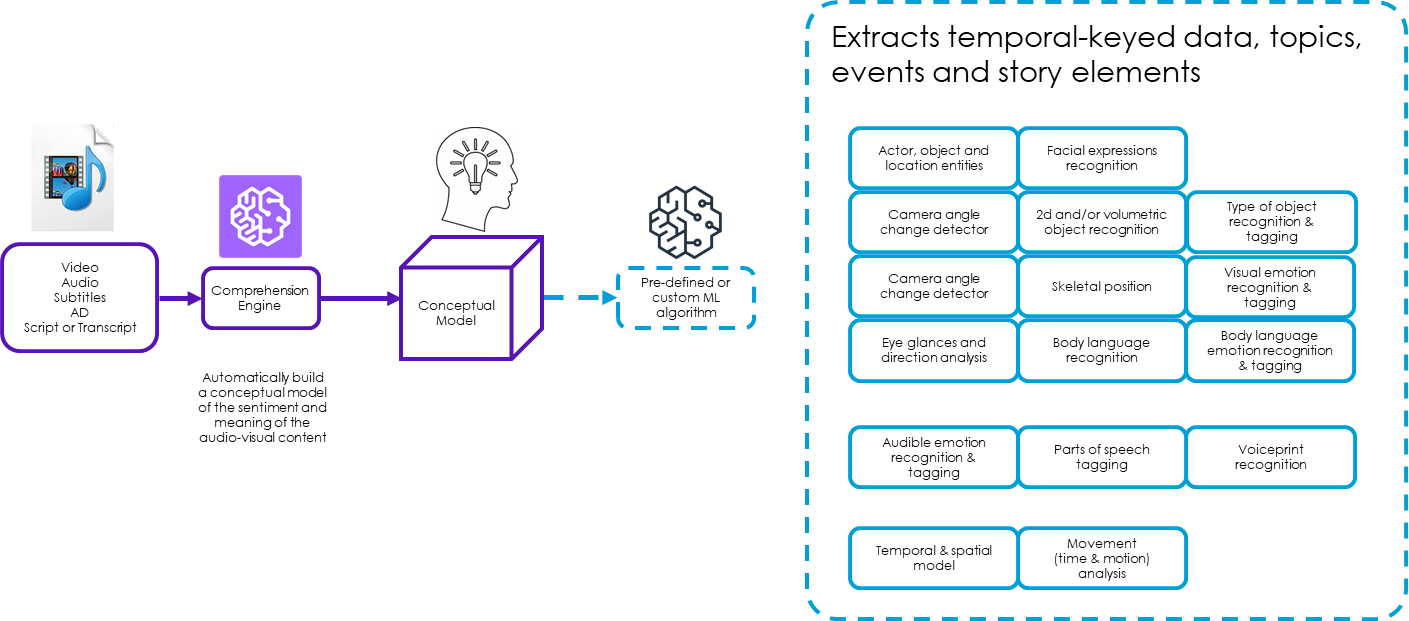 Extracts temporal-keyed data, topics,
events and story elements
Video
Audio
Subtitles
AD
Script or Transcript
Comprehension
Engine
Automatically build
a conceptual model
of the sentiment and
meaning of the
audio-visual content
Conceptual
Model
Pre-defined or
custom ML
algorithm
Actor, object and
location entities
Facial expressions
recognition
Camera angle
change detector
2d and/or volumetric
object recognition
Type of object
recognition &
tagging
Camera angle
change detector
Skeletal position
Visual emotion
recognition &
tagging
Eye glances and
direction analysis
Body language
recognition
Body language
emotion recognition
& tagging
Audible emotion
recognition &
tagging
Parts of speech
tagging
Voiceprint
recognition
Temporal & spatial
model
Movement
(time & motion)
analysis